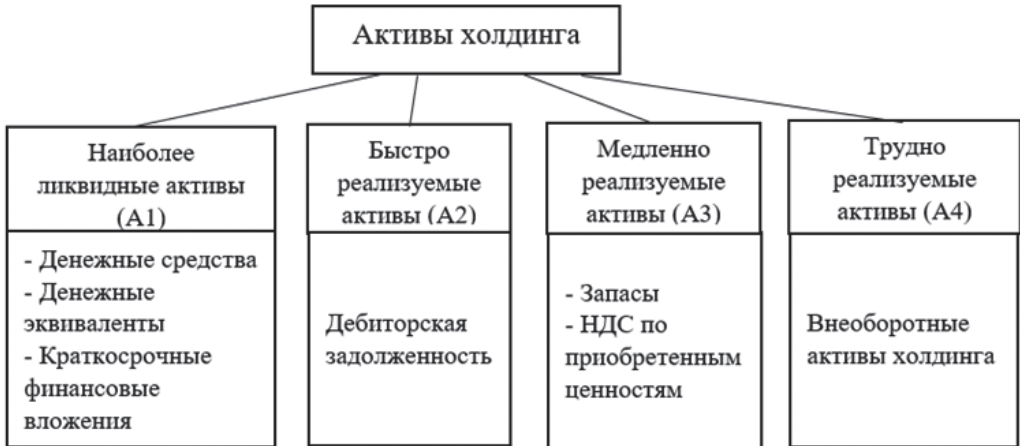 Активы холдинга
Наиболее
ликвидные активы
(А1)
- Денежные средства
- Денежные
эквиваленты
- Краткосрочные
финансовые
вложения
Быстро
реализуемые
активы (А2)
Дебиторская
задолженность
Медленно
реализуемые
активы (А3)
- Запасы
- НДС по
приобретенным
ценностям
Трудно
реализуемые
активы (А4)
Внеоборотные
активы холдинга